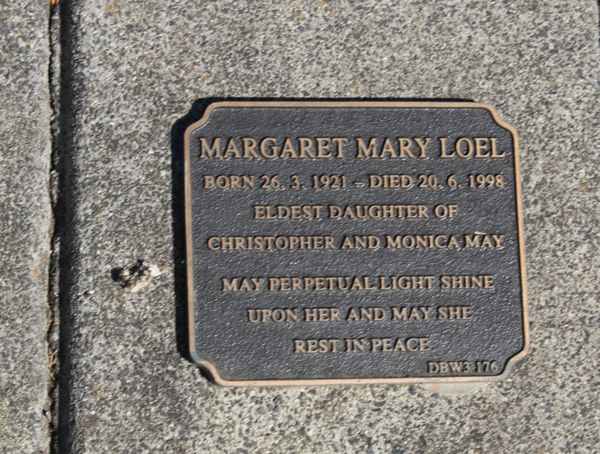 MARGARET MARY LOEL
BORN 26. 3. 1921 – DIED 20. 6. 1998
ELDEST DAUGHTER OF
CHRISTOPHER AND MONICA MAY
MAY PERPETUAL LIGHT SHINE
UPON HER AND MAY SHE
REST IN PEACE
DBW3 176